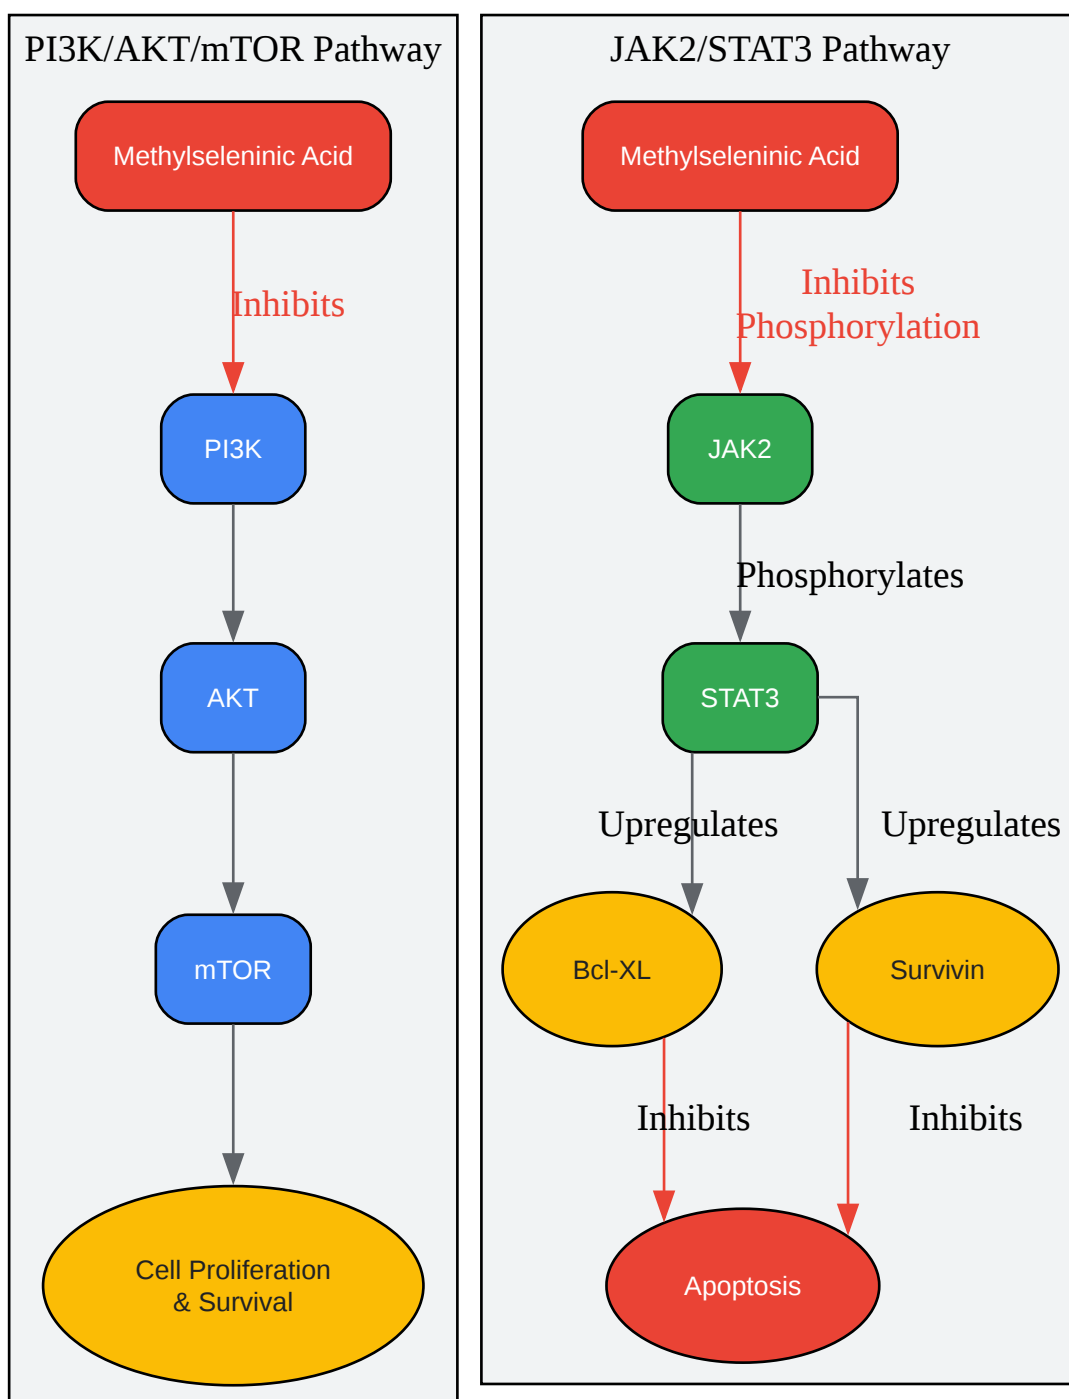 PI3K/AKT/mTOR Pathway
Methylseleninic Acid
Inhibits
PI3K
AKT
mTOR
Cell Proliferation
& Survival
JAK2/STAT3 Pathway
Methylseleninic Acid
Inhibits
Phosphorylation
JAK2
Phosphorylates
STAT3
Upregulates
Upregulates
Bcl-XL
Survivin
Inhibits
Inhibits
Apoptosis